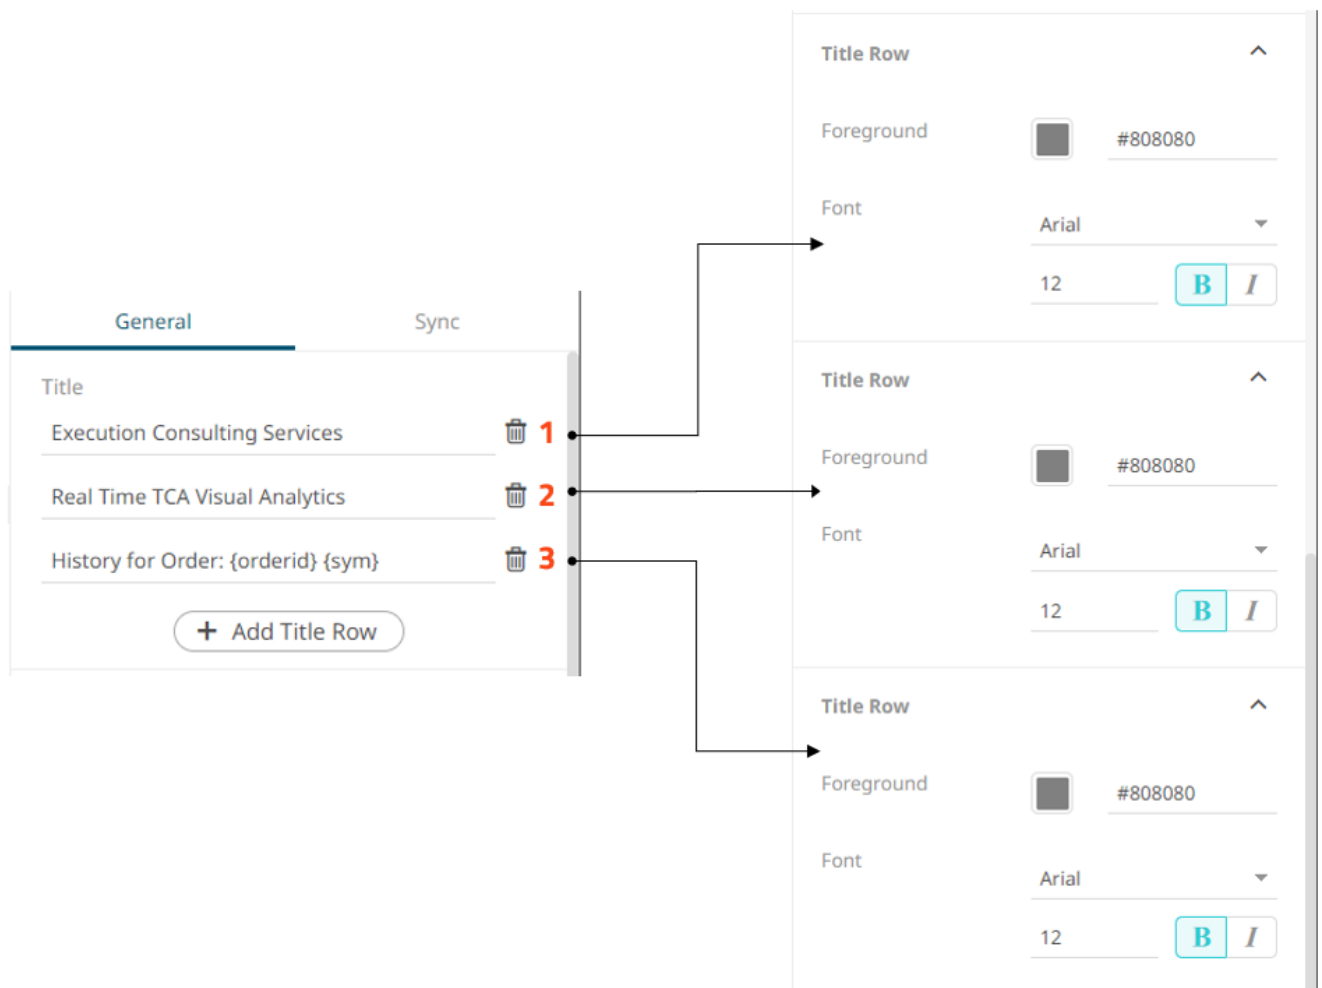 General Sync
Title
Execution Consulting Services 1
Real Time TCA Visual Analytics 2
History for Order: {orderid} {sym} 3
+ Add Title Row
Title Row
Foreground #808080
Font
Arial
12 B I
Title Row
Foreground #808080
Font
Arial
12 B I
Title Row
Foreground #808080
Font
Arial
12 B I